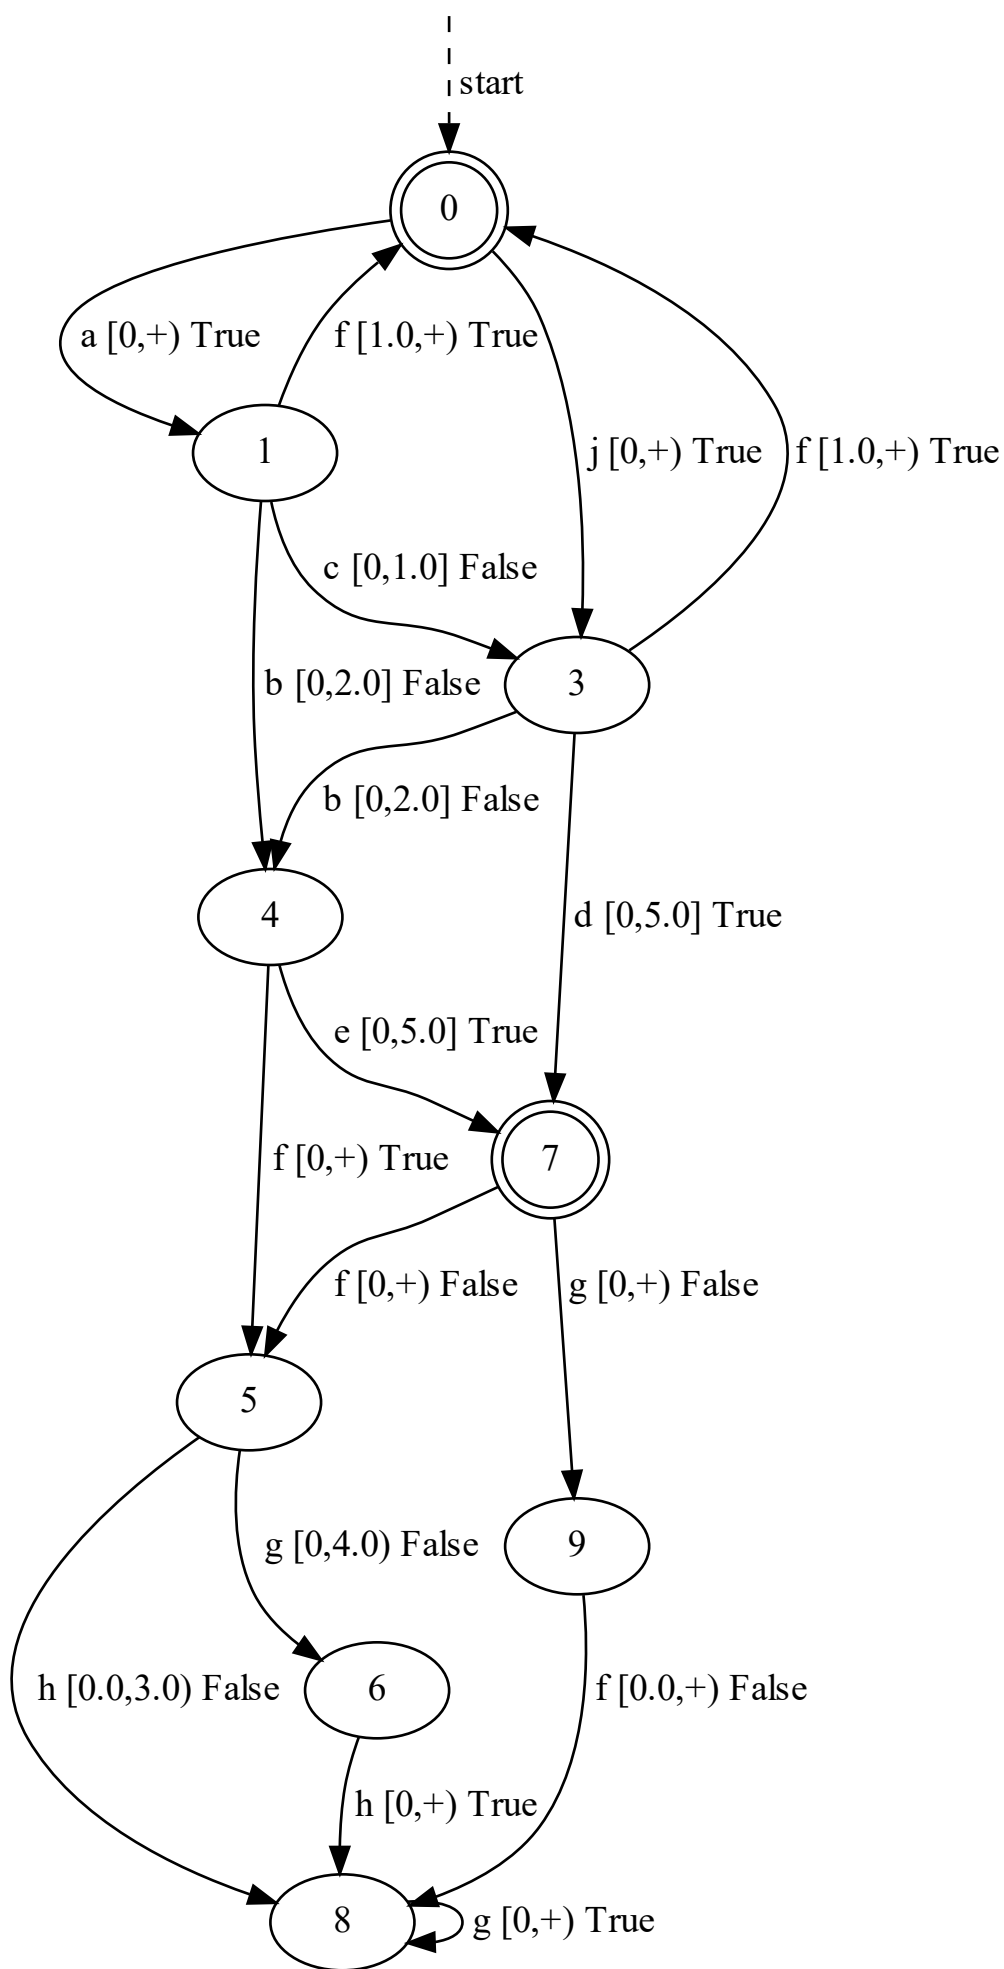 start
0
a [0,+) True
f [1.0,+) True
1
j [0,+) True
f [1.0,+) True
c [0,1.0] False
b [0,2.0] False
3
b [0,2.0] False
4
d [0,5.0] True
e [0,5.0] True
f [0,+) True
7
f [0,+) False
g [0,+) False
5
g [0,4.0) False
9
h [0.0,3.0) False
6
f [0.0,+) False
h [0,+) True
8
g [0,+) True